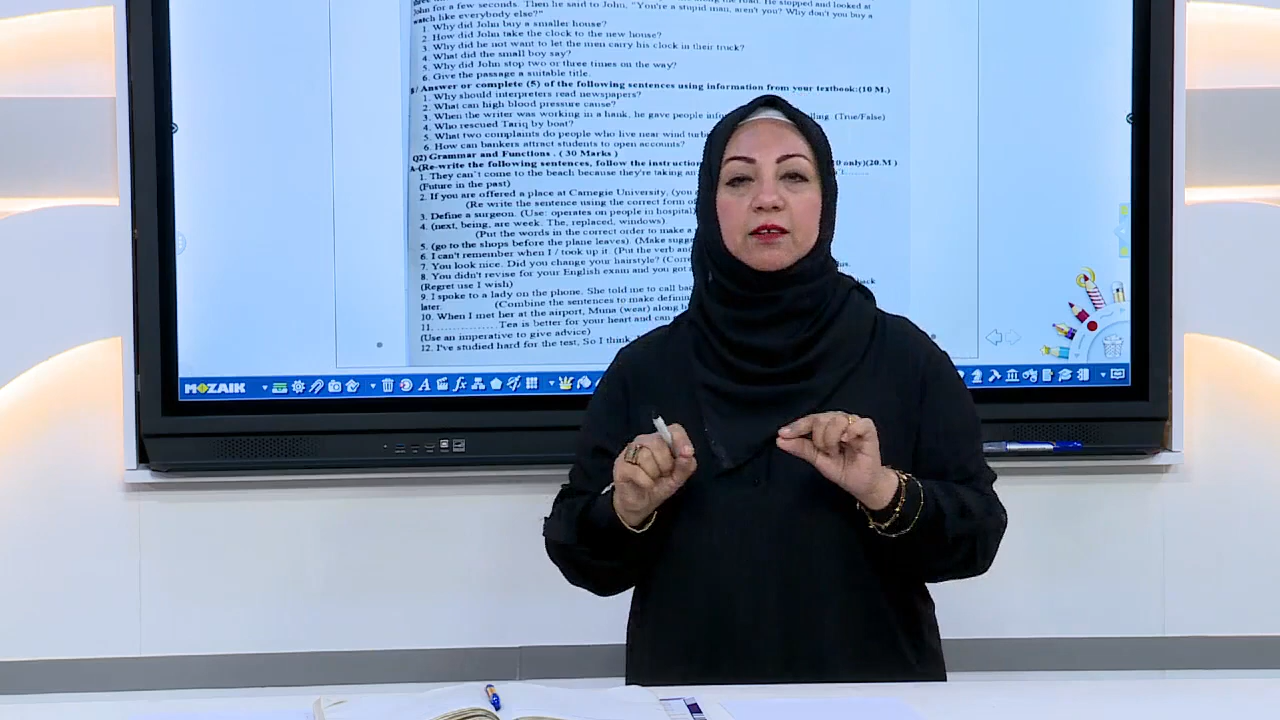 John for a few seconds. Then he said to John, "You're a stupid man, aren't you? Why don't you buy a
watch like everybody else?"
1. Why did John buy a smaller house?
2. How did John take the clock to the new house?
3. Why did he not want to let the men carry his clock in their truck?
4. What did the small boy say?
5. Why did John stop two or three times on the way?
6. Give the passage a suitable title.
Answer or complete (5) of the following sentences using information from your textbook:(10 M.)
1. Why should interpreters read newspapers?
2. What can high blood pressure cause?
3. When the writer was working in a bank, he gave people (True/False)
4. Who rescued Tariq by boat?
5. What two complaints do people who live near wind
6. How can bankers attract students to open accounts?
Q2) Grammar and Functions . ( 30 Marks )
A-(Re-write the following sentences, follow the only)(20.M )
1. They can't come to the beach because they're taking
(Future in the past)
2. If you are offered a place at Carnegie University, (you
(Re write the sentence using the correct form of
3. Define a surgeon. (Use: operates on people in hospital)
4. (next, being, are week. The, replaced, windows).
(Put the words in the correct order to make a
5. (go to the shops before the plane leaves). (Make
6. I can't remember when I / took up it. (Put the verb and
7. You look nice. Did you change your hairstyle?
8. You didn't revise for your English exam and you got
(Regret use I wish)
9. I spoke to a lady on the phone. She told me to call
later. (Combine the sentences to make
10. When I met her at the airport, Muna (wear) along
11. ............... Tea is better for your heart and can
(Use an imperative to give advice)
12. I've studied hard for the test, So I think
MOZAIK